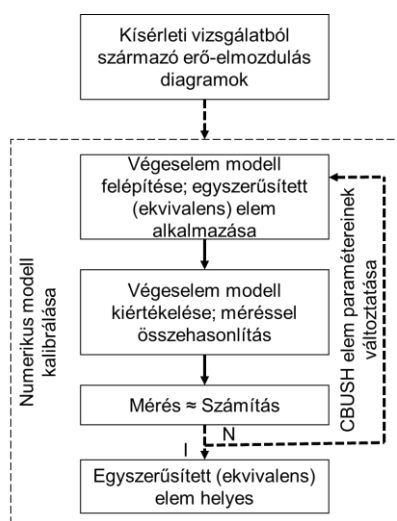 Kísérleti vizsgálatból
származó erő-elmozdulás
diagramok
Numerikus modell
kalibrálása
Végeselem modell
felépítése; egyszerűsített
(ekvivalens) elem
alkalmazása
Végeselem modell
kiértékelése; méréssel
összehasonlítás
CBUSH elem paramétereinek
változtatása
Mérés ≈ Számítás
N
I
Egyszerűsített (ekvivalens)
elem helyes